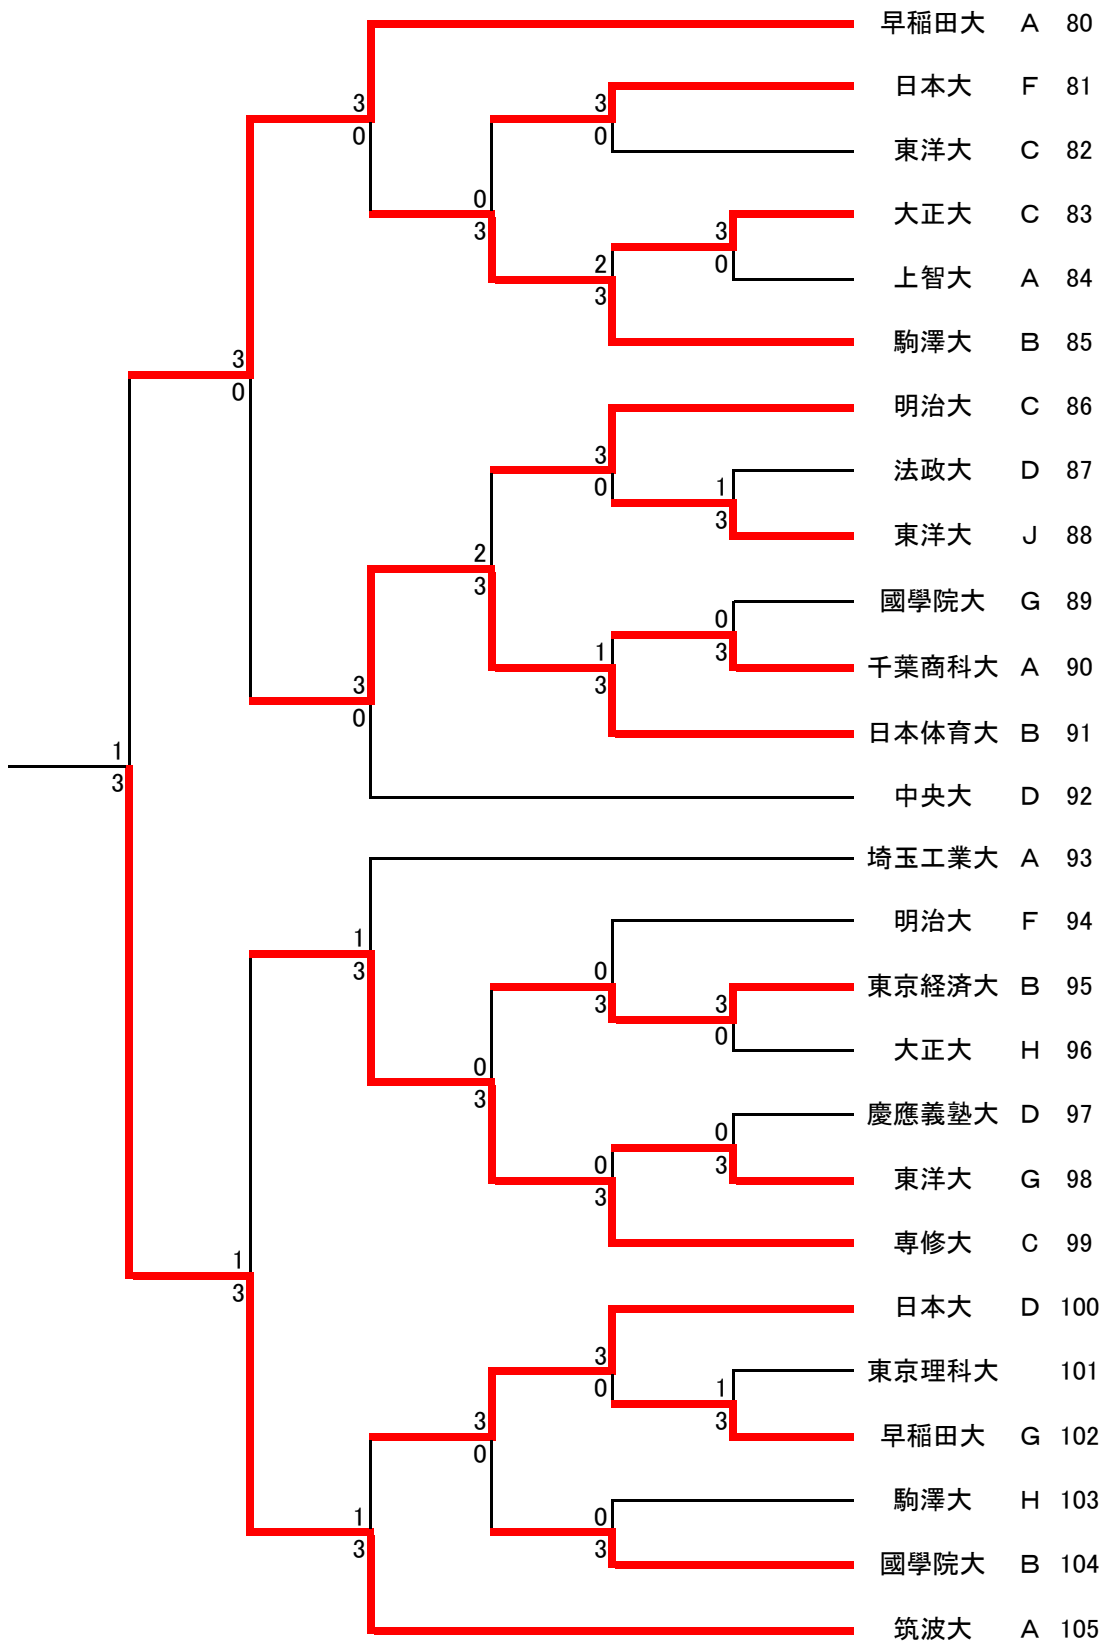 早稲田大 A 80
日本大 F 81
3
3
0
0
東洋大 C 82
0
大正大 C 83
3
3
2
0
上智大 A 84
3
駒澤大 B 85
3
0
明治大 C 86
3
法政大 D 87
0
1
3
東洋大 J 88
2
3
國學院大 G 89
0
1
3
千葉商科大 A 90
3
3
0
日本体育大 B 91
1
3
中央大 D 92
埼玉工業大 A 93
明治大 F 94
1
3
0
東京経済大 B 95
3
3
0
大正大 H 96
0
3
慶應義塾大 D 97
0
0
3
東洋大 G 98
3
専修大 C 99
1
3
日本大 D 100
3
東京理科大 101
0
1
3
早稲田大 G 102
3
0
駒澤大 H 103
1
0
3
3
國學院大 B 104
筑波大 A 105